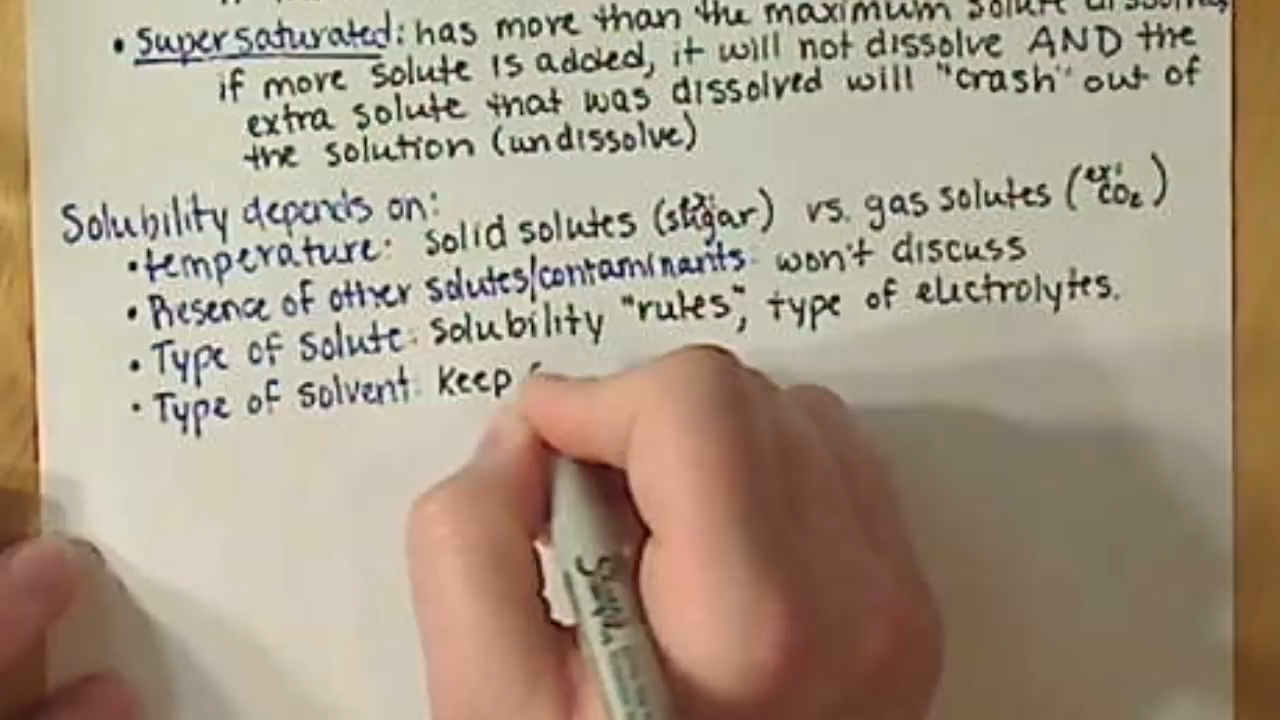 • Supersaturated: has more than the maximum solute
if more solute is added, it will not dissolve AND the
extra solute that was dissolved will "crash" out of
the solution (undissolve)
Solubility depends on:
• temperature: solid solutes (ex: sugar) vs. gas solutes (ex: CO₂)
• Presence of other solutes/contaminants: won't discuss
• Type of solute: solubility "rules", type of electrolytes.
• Type of solvent: Keep
Sharpie